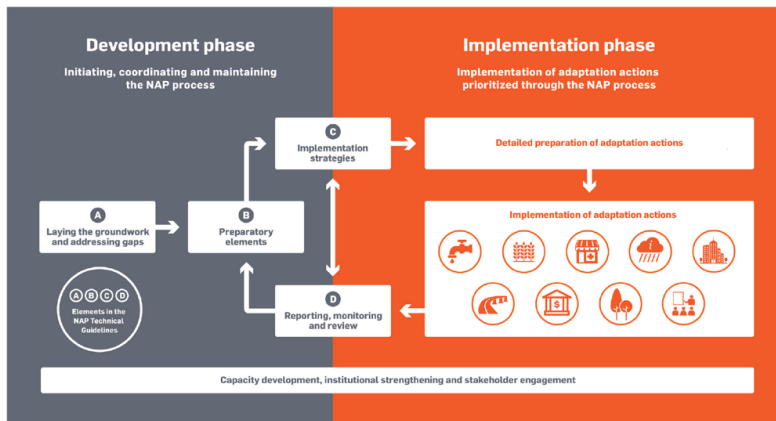 Development phase
Initiating, coordinating and maintaining
the NAP process
Implementation phase
Implementation of adaptation actions
prioritized through the NAP process
C
Implementation
strategies
Detailed preparation of adaptation actions
A
Laying the groundwork
and addressing gaps
B
Preparatory
elements
Implementation of adaptation actions
i
$
A B C D
Elements in the
NAP Technical
Guidelines
D
Reporting, monitoring
and review
Capacity development, institutional strengthening and stakeholder engagement